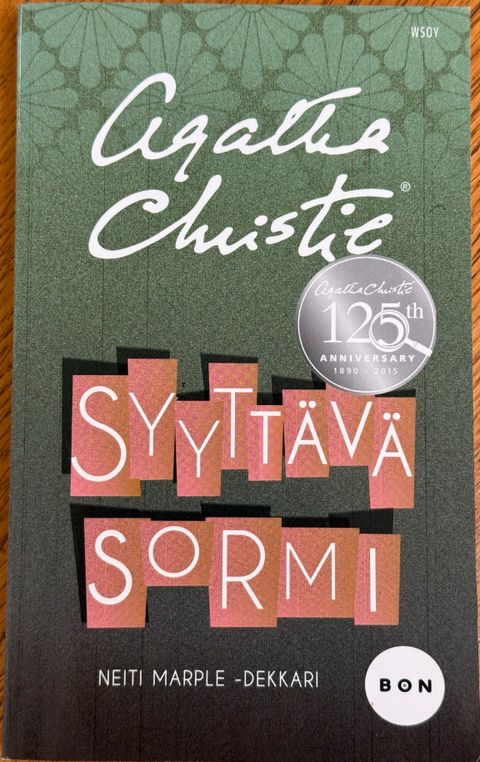 WSOY
Agatha
Christie®
Agatha Christie
125th
ANNIVERSARY
1890 - 2015
SYYTTÄVÄ
SORMI
NEITI MARPLE -DEKKARI
BON